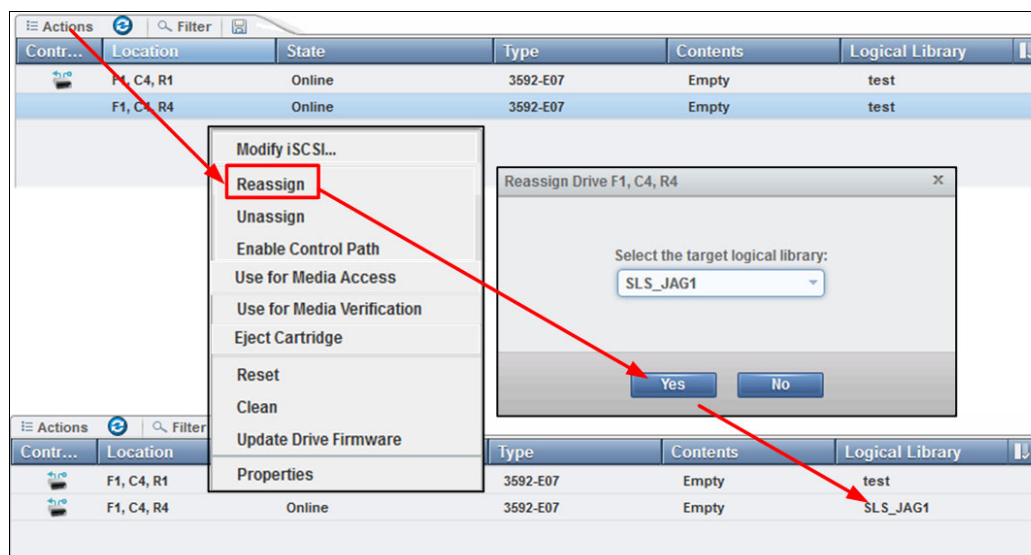 Actions Filter
Contr... Location State Type Contents Logical Library
F1, C4, R1 Online 3592-E07 Empty test
F1, C4, R4 Online 3592-E07 Empty test
Modify iSCSI...
Reassign
Unassign
Enable Control Path
Use for Media Access
Use for Media Verification
Eject Cartridge
Reset
Clean
Update Drive Firmware
Properties
Reassign Drive F1, C4, R4 x
Select the target logical library:
SLS_JAG1
Yes No
Actions Filter
Contr... Location Type Contents Logical Library
F1, C4, R1 3592-E07 Empty test
F1, C4, R4 Online 3592-E07 Empty SLS_JAG1